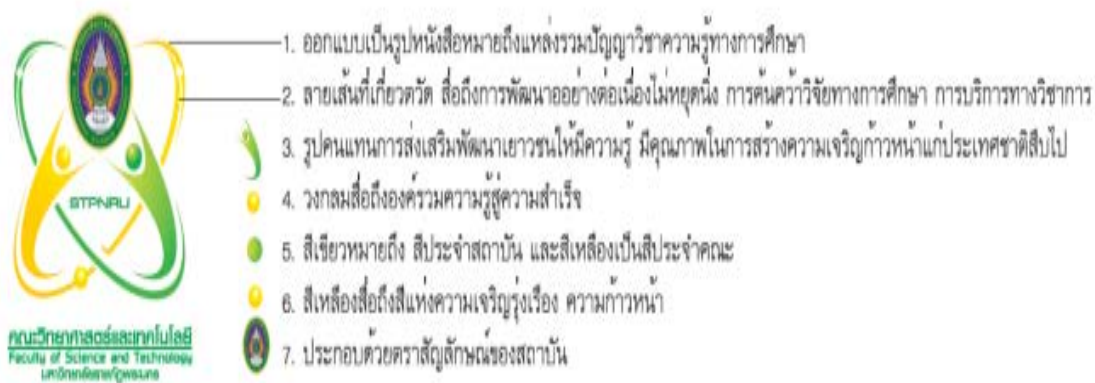 1. ออกแบบเป็นรูปหนังสือหมายถึงแหล่งรวมปัญญาวิชาความรู้ทางการศึกษา
2. ลายเส้นที่เกี่ยวตวัด สื่อถึงการพัฒนาอย่างต่อเนื่องไม่หยุดนิ่ง การค้นคว้าวิจัยทางการศึกษา การบริการทางวิชาการ
3. รูปคนแทนการส่งเสริมพัฒนาเยาวชนให้มีความรู้ มีคุณภาพในการสร้างความเจริญก้าวหน้าแก่ประเทศชาติสืบไป
STPNRU
4. วงกลมสื่อถึงองค์รวมความรู้สู่ความสำเร็จ
5. สีเขียวหมายถึง สีประจำสถาบัน และสีเหลืองเป็นสีประจำคณะ
6. สีเหลืองสื่อถึงสีแห่งความเจริญรุ่งเรือง ความก้าวหน้า
7. ประกอบด้วยตราสัญลักษณ์ของสถาบัน
คณะวิทยาศาสตร์และเทคโนโลยี
Faculty of Science and Technology
มหาวิทยาลัยราชภัฏพระนคร